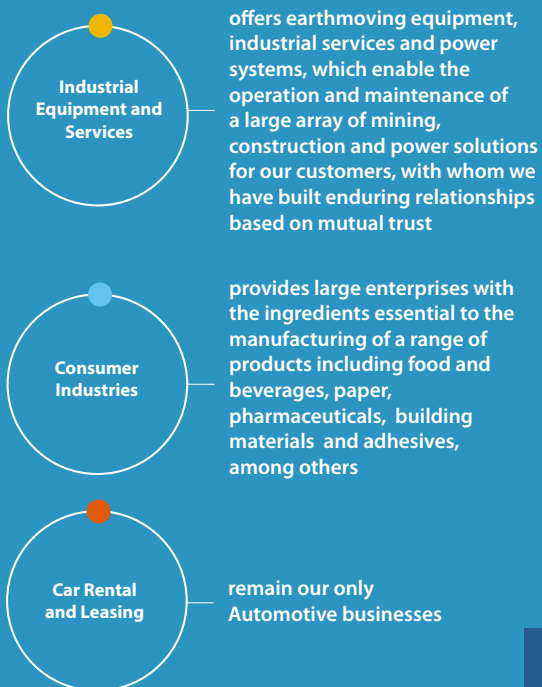 Industrial
Equipment and
Services
offers earthmoving equipment,
industrial services and power
systems, which enable the
operation and maintenance of
a large array of mining,
construction and power solutions
for our customers, with whom we
have built enduring relationships
based on mutual trust
Consumer
Industries
provides large enterprises with
the ingredients essential to the
manufacturing of a range of
products including food and
beverages, paper,
pharmaceuticals, building
materials and adhesives,
among others
Car Rental
and Leasing
remain our only
Automotive businesses